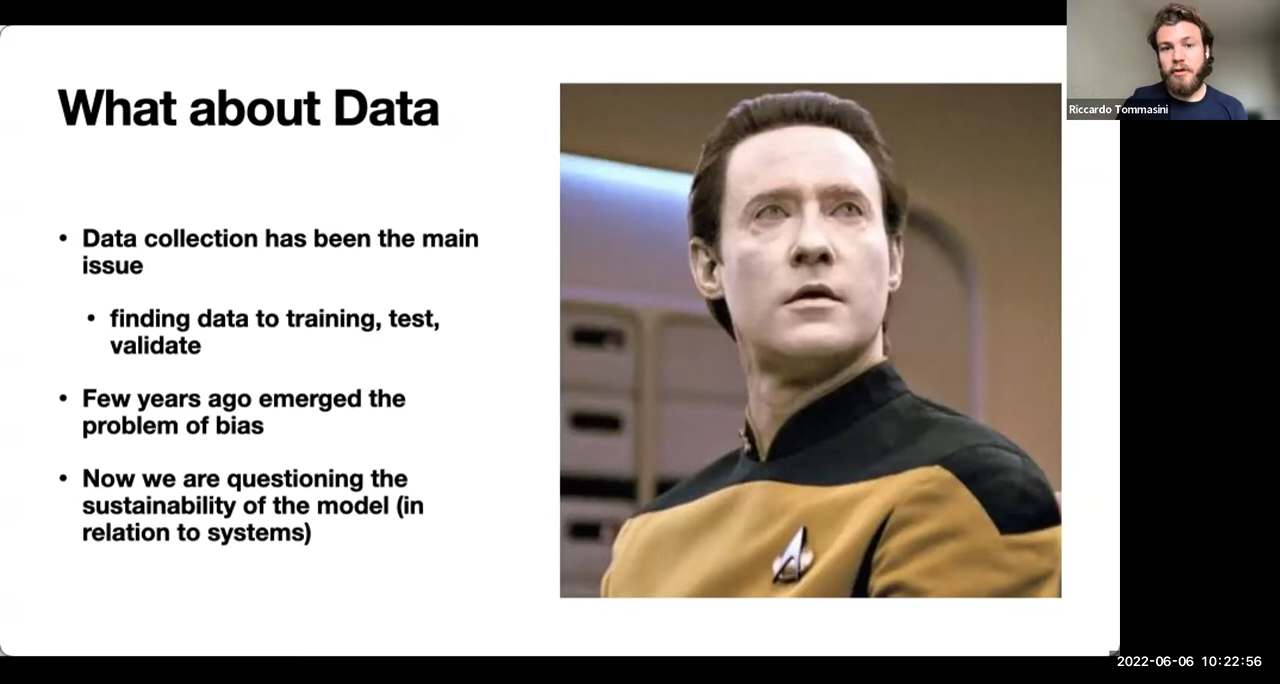 What about Data
• Data collection has been the main
issue
• finding data to training, test,
validate
• Few years ago emerged the
problem of bias
• Now we are questioning the
sustainability of the model (in
relation to systems)
Riccardo Tommasini
2022-06-06 10:22:56